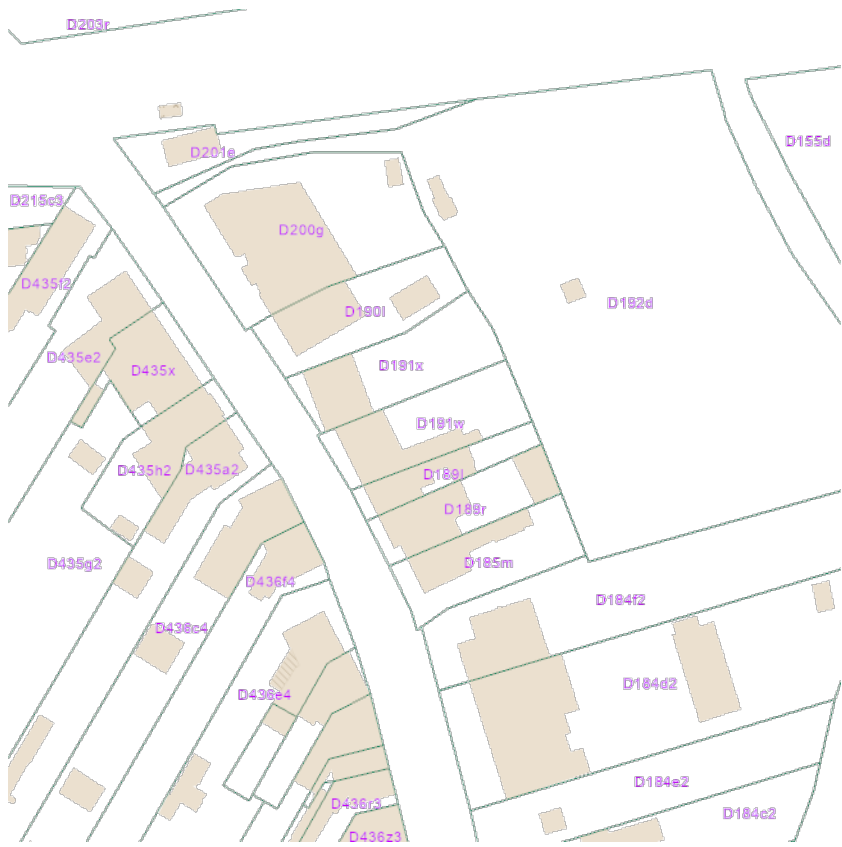 D203r
D155d
D201e
D215c3
D200g
D435f2
D192d
D190l
D435e2
D191x
D435x
D191w
D435h2
D435a2
D189l
D188r
D435g2
D185m
D436f4
D184f2
D436c4
D184d2
D436e4
D184e2
D436r3
D184c2
D436z3